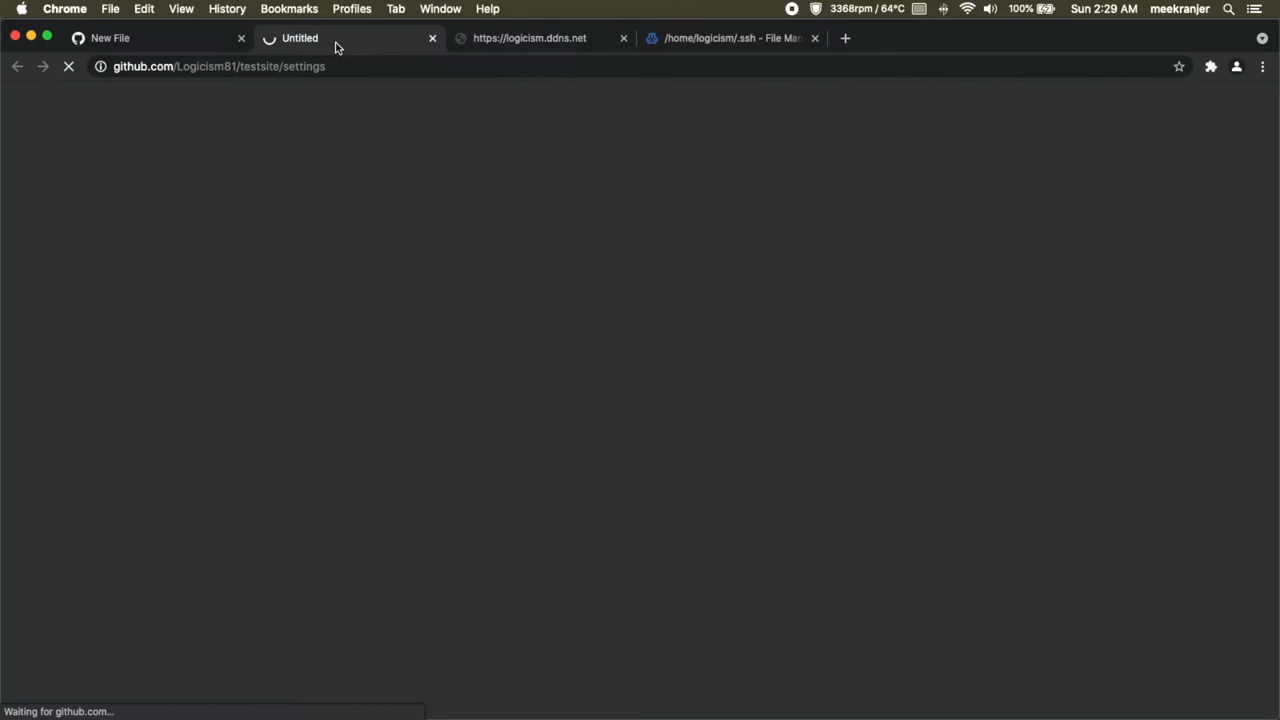 Chrome File Edit View History Bookmarks Profiles Tab Window Help 3368rpm / 64°C 100% Sun 2:29 AM meekranjer
New File Untitled https://logicism.ddns.net /home/logicism/.ssh - File Man
github.com/Logicism81/testsite/settings
Waiting for github.com...